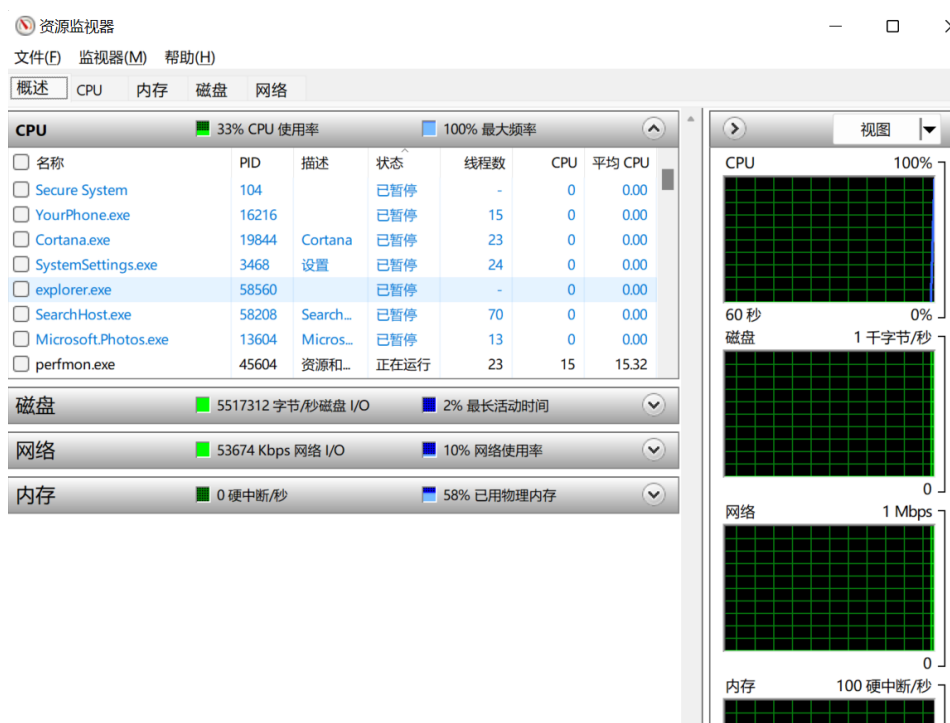 资源监视器
文件(F) 监视器(M) 帮助(H)
概述 CPU 内存 磁盘 网络
CPU 33% CPU 使用率 100% 最大频率
名称 PID 描述 状态 线程数 CPU 平均 CPU
Secure System 104 已暂停 - 0 0.00
YourPhone.exe 16216 已暂停 15 0 0.00
Cortana.exe 19844 Cortana 已暂停 23 0 0.00
SystemSettings.exe 3468 设置 已暂停 24 0 0.00
explorer.exe 58560 已暂停 - 0 0.00
SearchHost.exe 58208 Search... 已暂停 70 0 0.00
Microsoft.Photos.exe 13604 Micros... 已暂停 13 0 0.00
perfmon.exe 45604 资源和... 正在运行 23 15 15.32
磁盘 5517312 字节/秒磁盘 I/O 2% 最长活动时间
网络 53674 Kbps 网络 I/O 10% 网络使用率
内存 0 硬中断/秒 58% 已用物理内存
视图
CPU 100%
60 秒 0%
磁盘 1 千字节/秒
0
网络 1 Mbps
0
内存 100 硬中断/秒